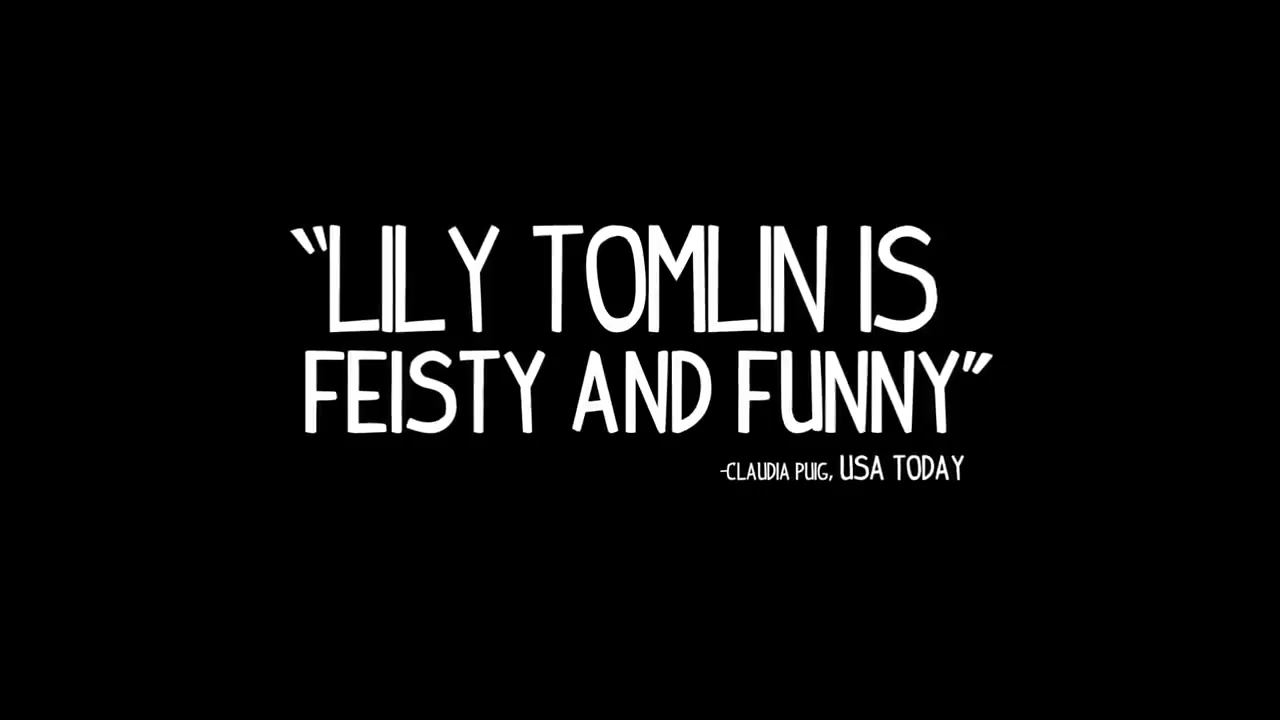 “LILY TOMLIN IS
FEISTY AND FUNNY”
-CLAUDIA PUIG, USA TODAY